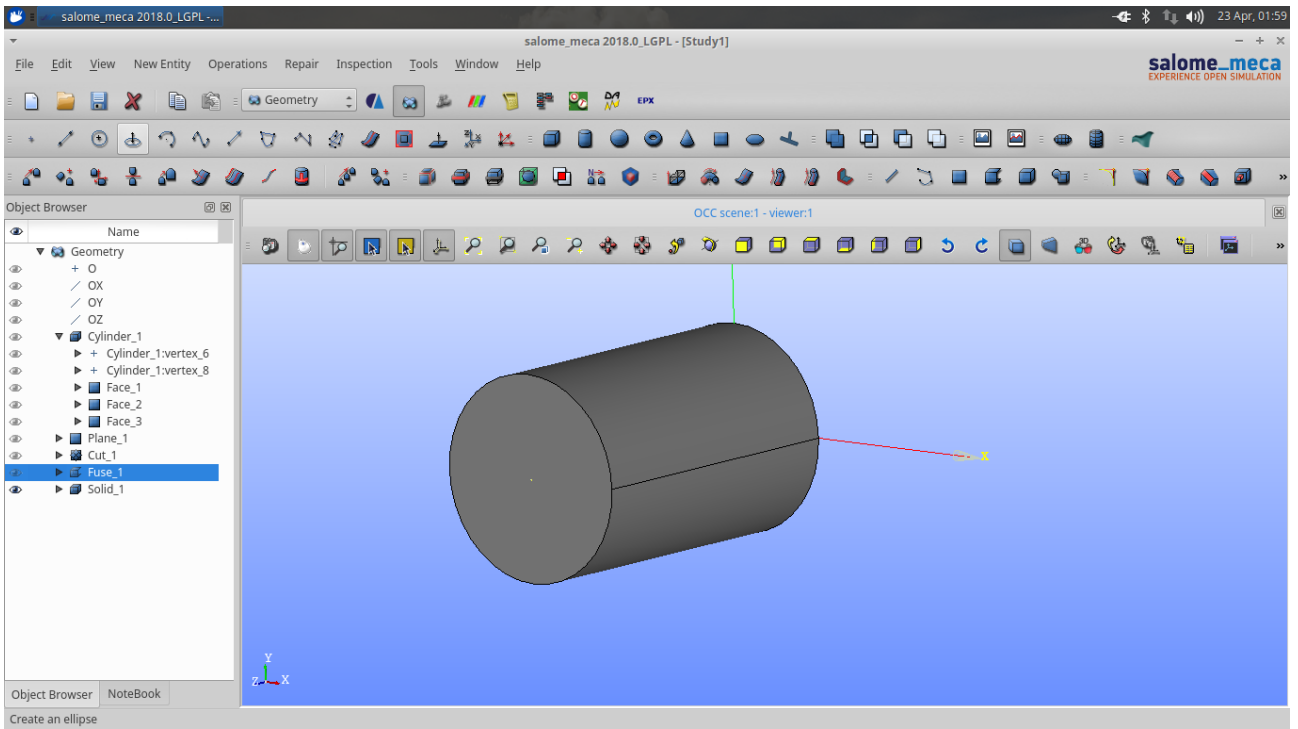 salome_meca 2018.0_LGPL -...
23 Apr, 01:59
salome_meca 2018.0_LGPL - [Study1]
File Edit View New Entity Operations Repair Inspection Tools Window Help
salome_meca
EXPERIENCE OPEN SIMULATION
Geometry
EPX
Object Browser
OCC scene:1 - viewer:1
Name
Geometry
O
OX
OY
OZ
Cylinder_1
Cylinder_1:vertex_6
Cylinder_1:vertex_8
Face_1
Face_2
Face_3
Plane_1
Cut_1
Fuse_1
Solid_1
X
Y
Z X
Object Browser NoteBook
Create an ellipse